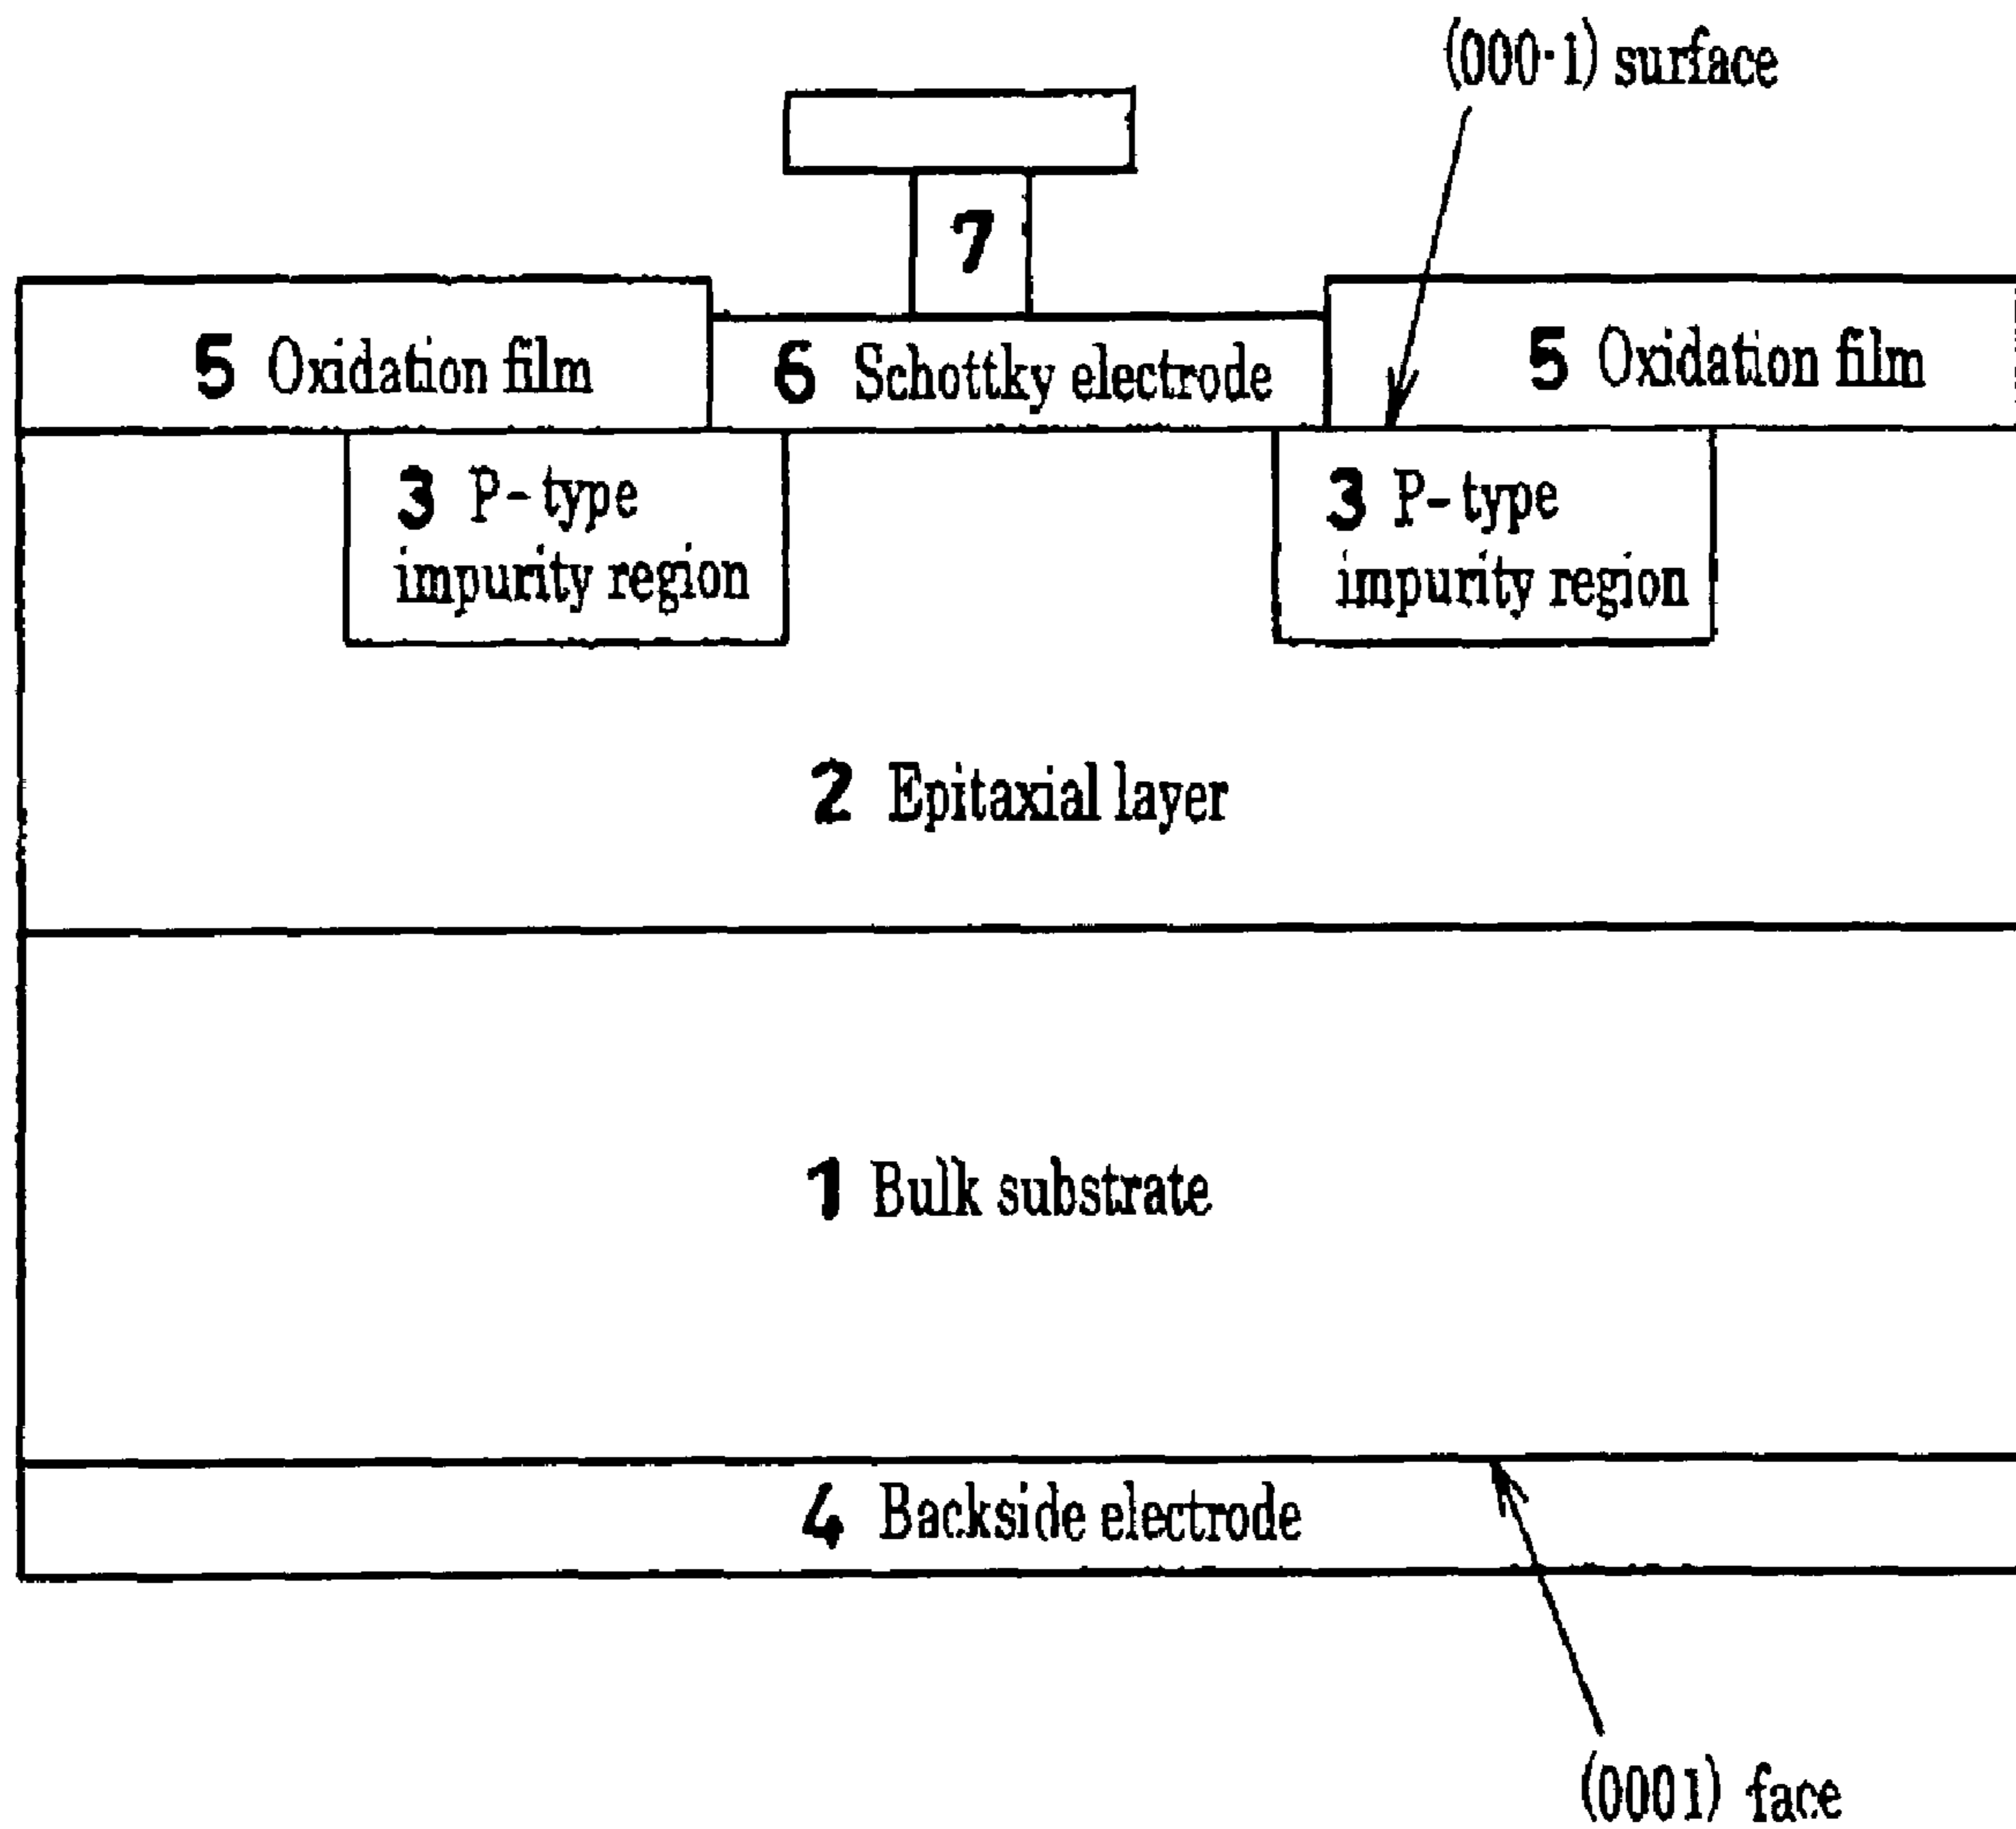 (000-1) surface
7
5 Oxidation film
6 Schottky electrode
5 Oxidation film
3 P-type
impurity region
3 P-type
impurity region
2 Epitaxial layer
1 Bulk substrate
4 Backside electrode
(0001) face